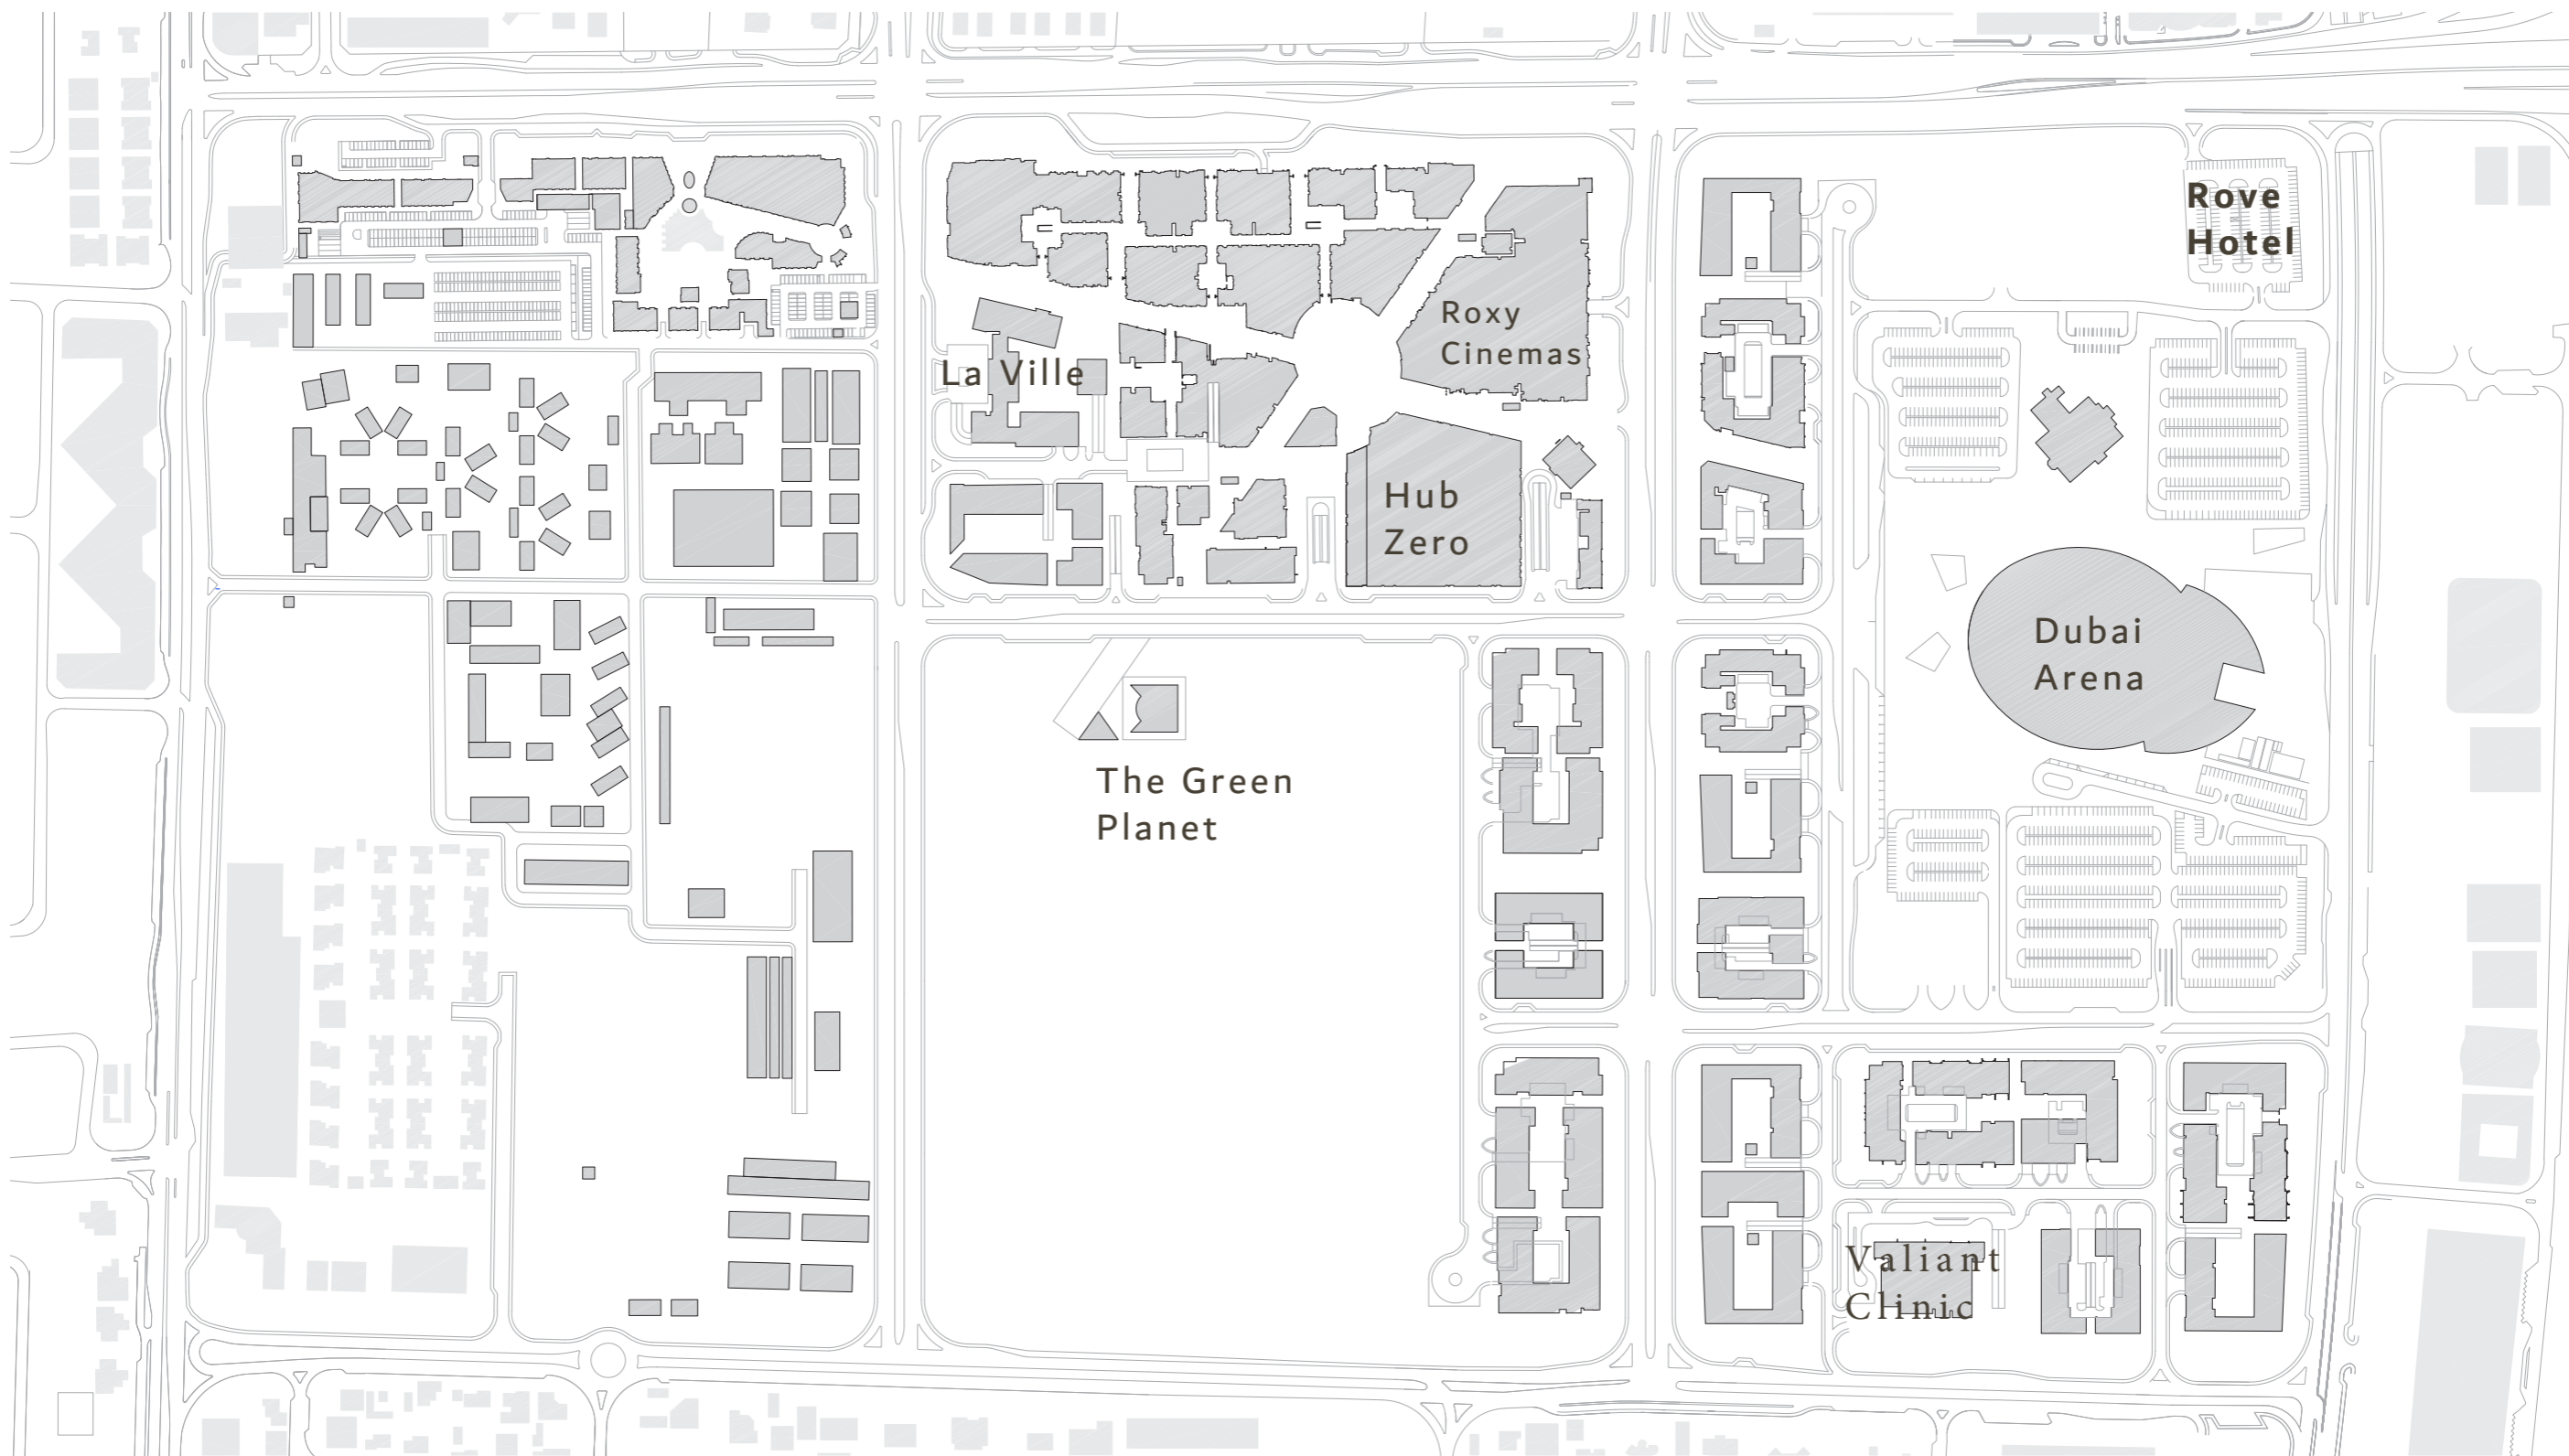 Rove
Hotel
Roxy
Cinemas
La Ville
Hub
Zero
Dubai
Arena
The Green
Planet
Valiant
Clinic